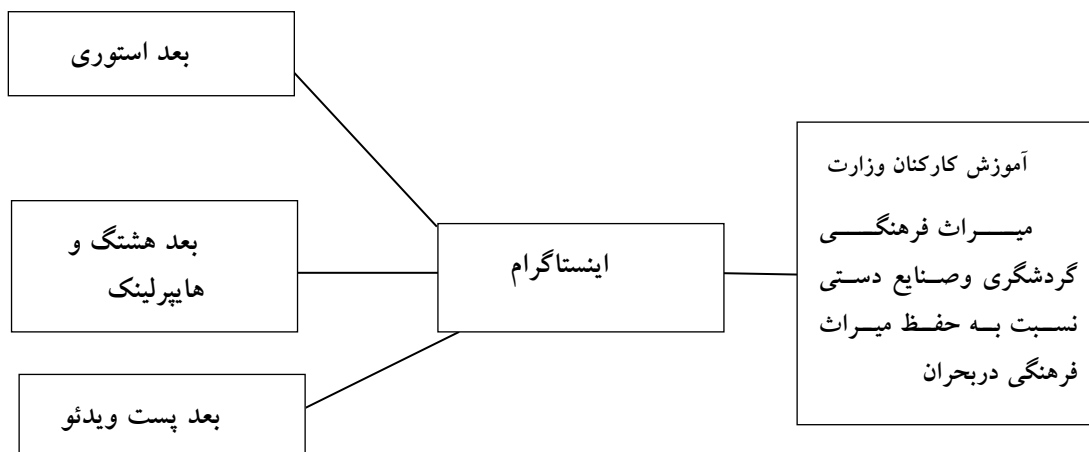 بعد استوری
بعد هشتگ و
هایپرلینک
بعد پست ویدئو
اینستاگرام
آموزش کارکنان وزارت
میراث فرهنگی
گردشگری وصنایع دستی
نسبت به حفظ میراث
فرهنگی دربحران